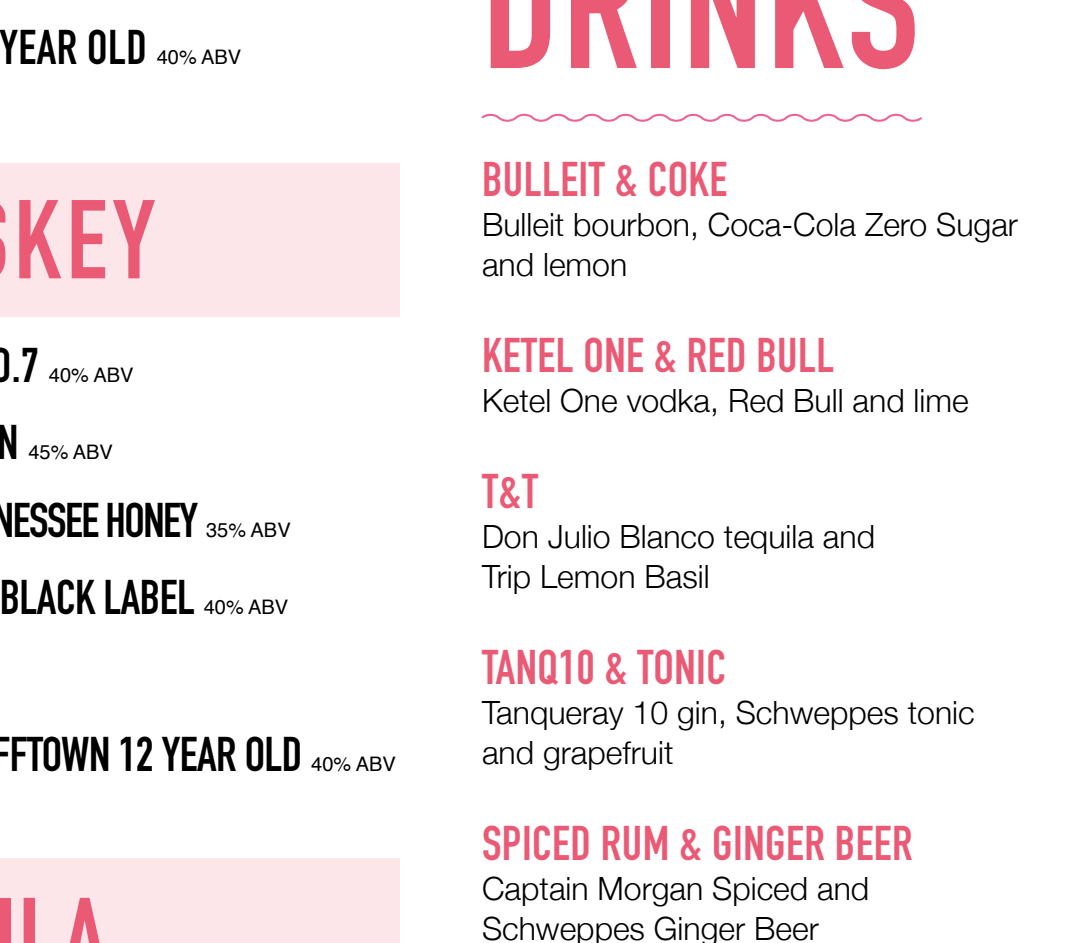 YEAR OLD 40% ABV
SKEY
0.7 40% ABV
N 45% ABV
NESSEE HONEY 35% ABV
BLACK LABEL 40% ABV
FFTOWN 12 YEAR OLD 40% ABV
ILA
DRINKS
BULLEIT & COKE
Bulleit bourbon, Coca-Cola Zero Sugar
and lemon
KETEL ONE & RED BULL
Ketel One vodka, Red Bull and lime
T&T
Don Julio Blanco tequila and
Trip Lemon Basil
TANQ10 & TONIC
Tanqueray 10 gin, Schweppes tonic
and grapefruit
SPICED RUM & GINGER BEER
Captain Morgan Spiced and
Schweppes Ginger Beer